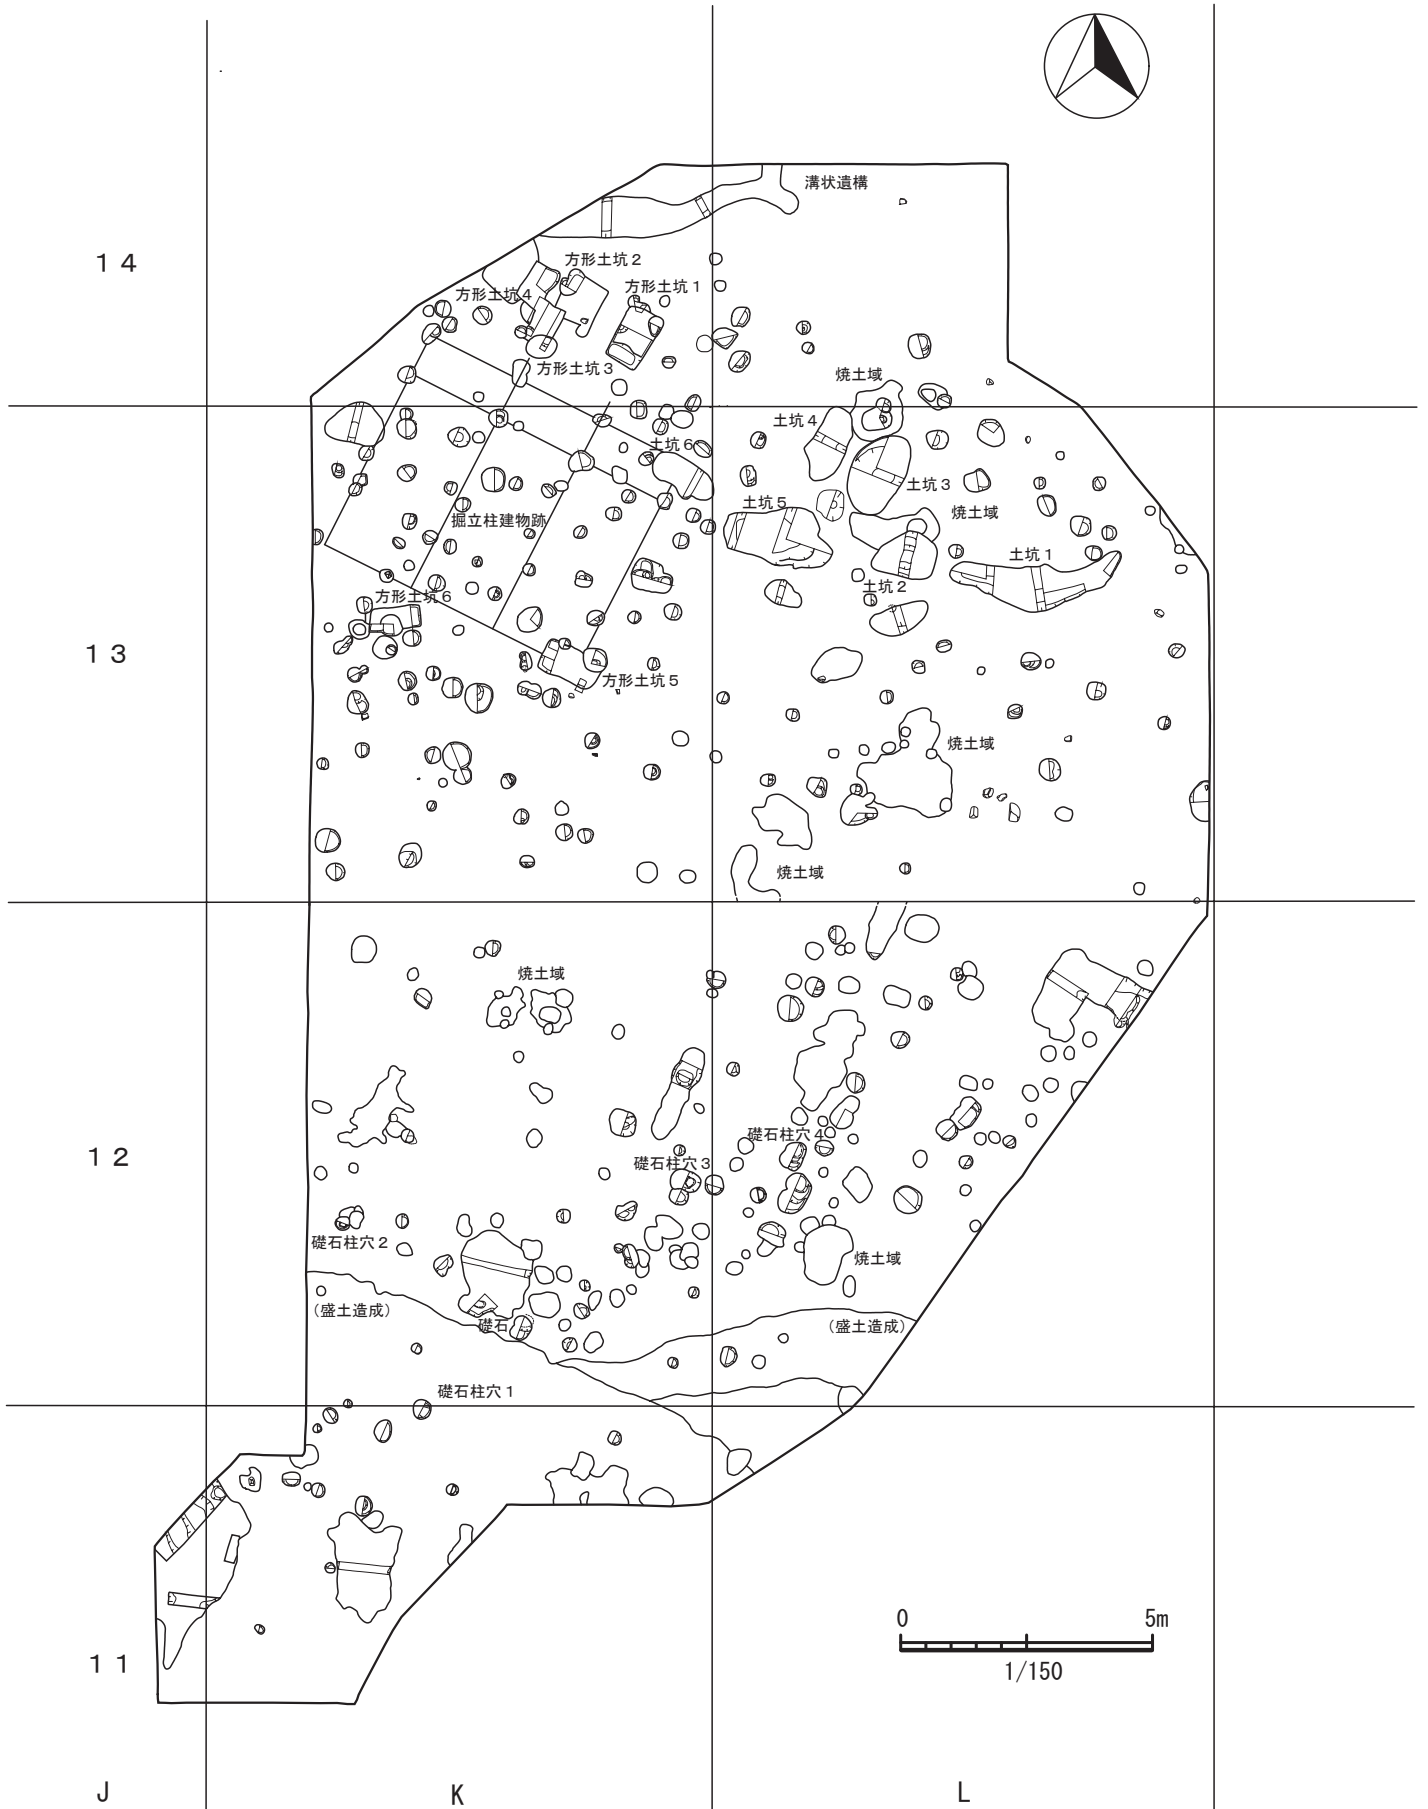 溝状遺構
１４
方形土坑２
方形土坑１
方形土坑４
方形土坑３
焼土域
土坑４
土坑６
土坑３
土坑５
焼土域
掘立柱建物跡
土坑１
土坑２
方形土坑６
１３
方形土坑５
焼土域
焼土域
焼土域
礎石柱穴４
１２
礎石柱穴３
礎石柱穴２
焼土域
(盛土造成)
礎石
(盛土造成)
礎石柱穴１
0
5m
1/150
１１
J
K
L